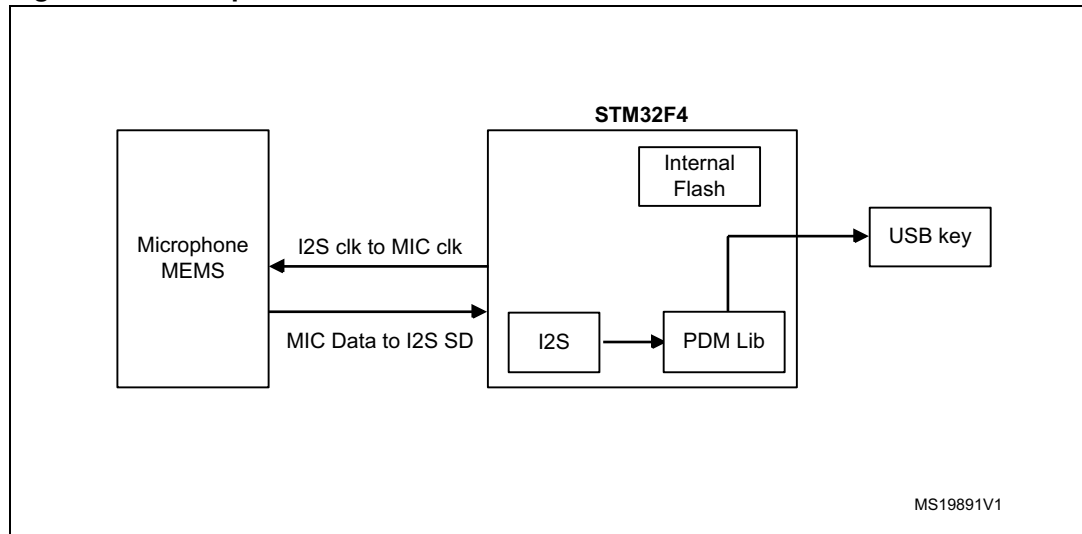 STM32F4
Internal
Flash
Microphone
MEMS
I2S clk to MIC clk
MIC Data to I2S SD
I2S
PDM Lib
USB key
MS19891V1